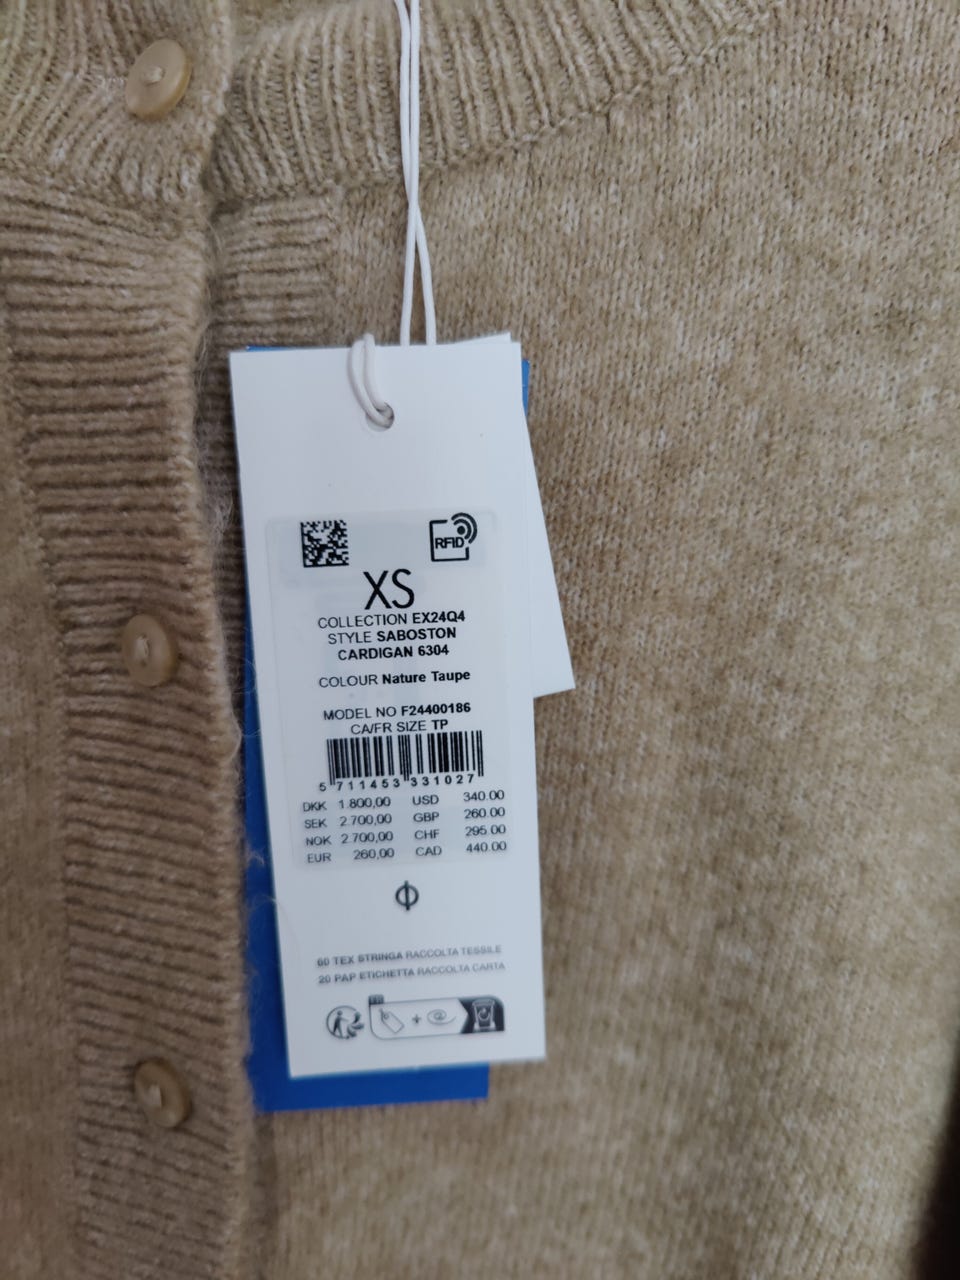 RFID
XS
COLLECTION EX24Q4
STYLE SABOSTON
CARDIGAN 6304
COLOUR Nature Taupe
MODEL NO F24400186
CA/FR SIZE TP
5 711453 331027
DKK 1.800,00 USD 340.00
SEK 2.700,00 GBP 260.00
NOK 2.700,00 CHF 295.00
EUR 260,00 CAD 440.00
60 TEX STRINGA RACCOLTA TESSILE
20 PAP ETICHETTA RACCOLTA CARTA